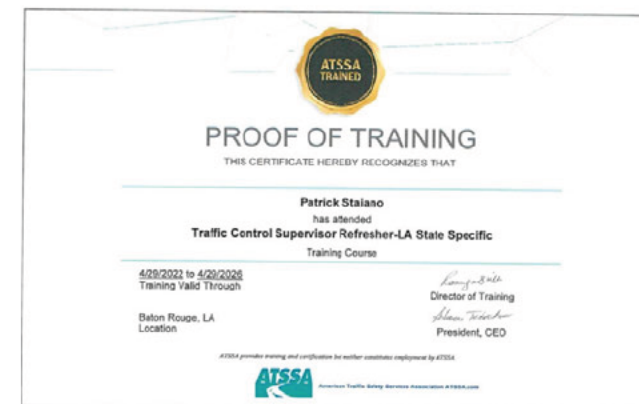 ATSSA
TRAINED
PROOF OF TRAINING
THIS CERTIFICATE HEREBY RECOGNIZES THAT
Patrick Staiano
has attended
Traffic Control Supervisor Refresher-LA State Specific
Training Course
4/29/2022 to 4/29/2026
Training Valid Through
Director of Training
Baton Rouge, LA
Location
President, CEO
ATSSA provides training and certification but neither constitutes employment by ATSSA.
ATSSA
American Traffic Safety Services Association ATSSA.com